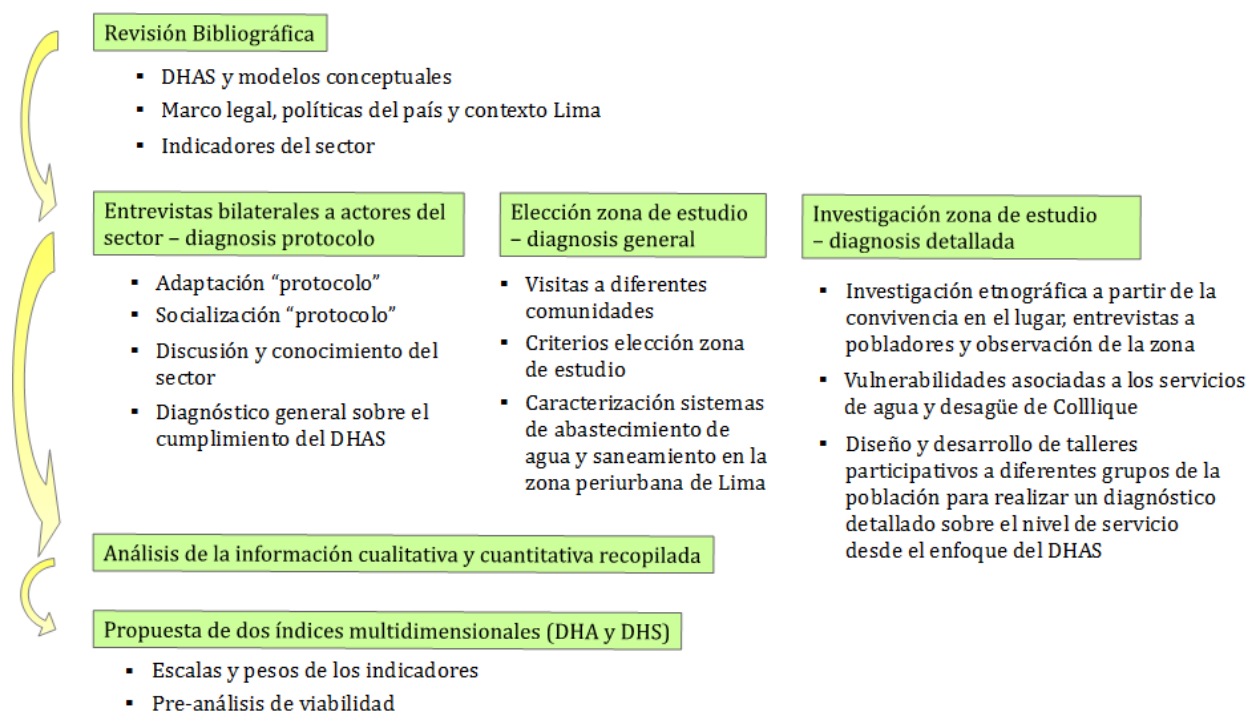 Revisión Bibliográfica
▪ DHAS y modelos conceptuales
▪ Marco legal, políticas del país y contexto Lima
▪ Indicadores del sector
Entrevistas bilaterales a actores del
sector – diagnosis protocolo
▪ Adaptación “protocolo”
▪ Socialización “protocolo”
▪ Discusión y conocimiento del
sector
▪ Diagnóstico general sobre el
cumplimiento del DHAS
Elección zona de estudio
– diagnosis general
▪ Visitas a diferentes
comunidades
▪ Criterios elección zona
de estudio
▪ Caracterización sistemas
de abastecimiento de
agua y saneamiento en la
zona periurbana de Lima
Investigación zona de estudio
– diagnosis detallada
▪ Investigación etnográfica a partir de la
convivencia en el lugar, entrevistas a
pobladores y observación de la zona
▪ Vulnerabilidades asociadas a los servicios
de agua y desagüe de Colllique
▪ Diseño y desarrollo de talleres
participativos a diferentes grupos de la
población para realizar un diagnóstico
detallado sobre el nivel de servicio
desde el enfoque del DHAS
Análisis de la información cualitativa y cuantitativa recopilada
Propuesta de dos índices multidimensionales (DHA y DHS)
▪ Escalas y pesos de los indicadores
▪ Pre-análisis de viabilidad